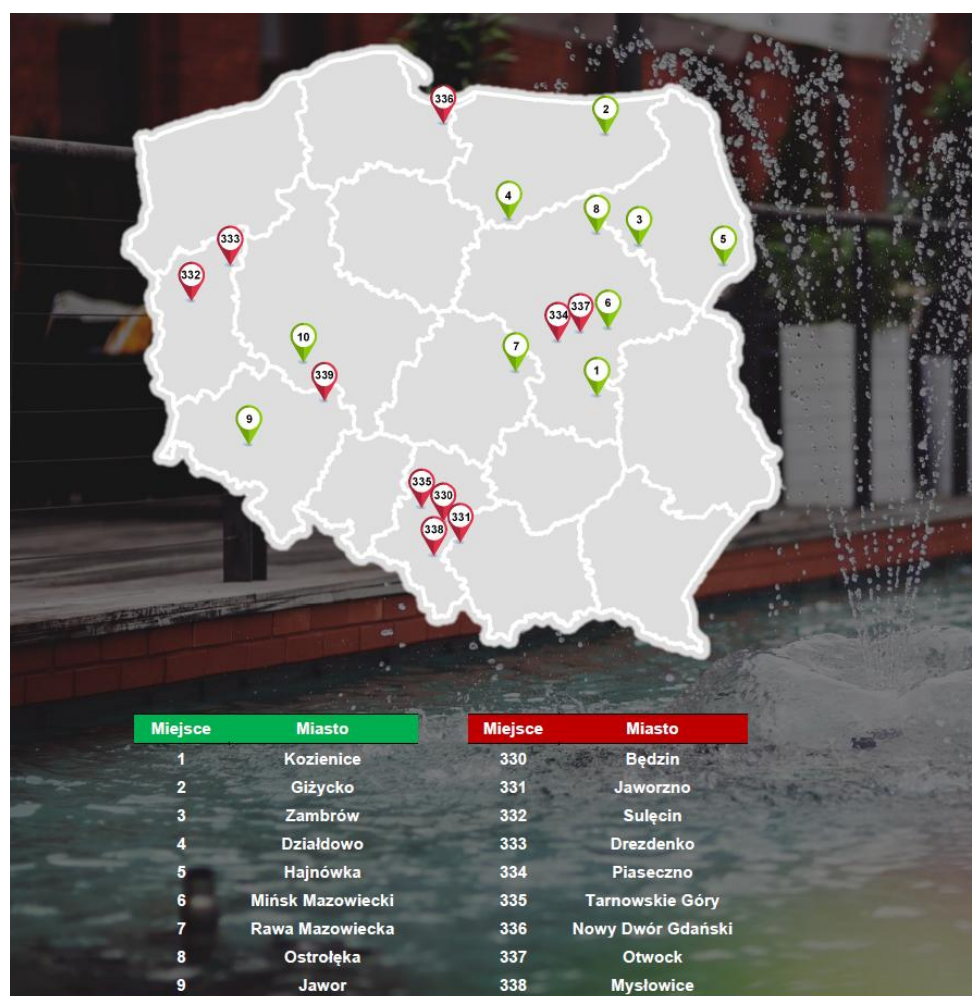 336
2
4
8
3
5
333
332
6
337
334
10
7
1
339
9
335
330
331
338
Miejsce Miasto Miejsce Miasto
1 Kozienice 330 Będzin
2 Giżycko 331 Jaworzno
3 Zambrów 332 Sulęcin
4 Działdowo 333 Drezdenko
5 Hajnówka 334 Piaseczno
6 Mińsk Mazowiecki 335 Tarnowskie Góry
7 Rawa Mazowiecka 336 Nowy Dwór Gdański
8 Ostrołęka 337 Otwock
9 Jawor 338 Mysłowice